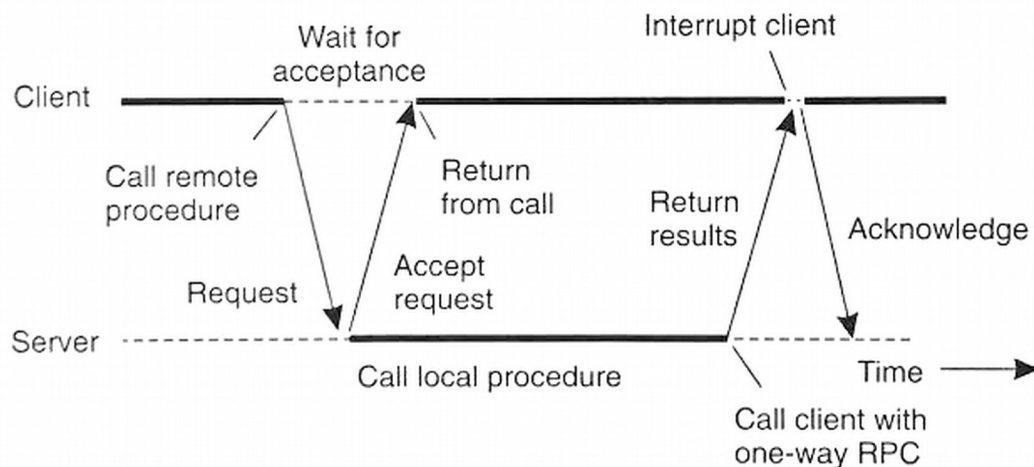 Interrupt client
Wait for
acceptance
Client
Call remote
procedure
Return
from call
Return
results
Acknowledge
Accept
request
Request
Server
Call local procedure
Time
Call client with
one-way RPC